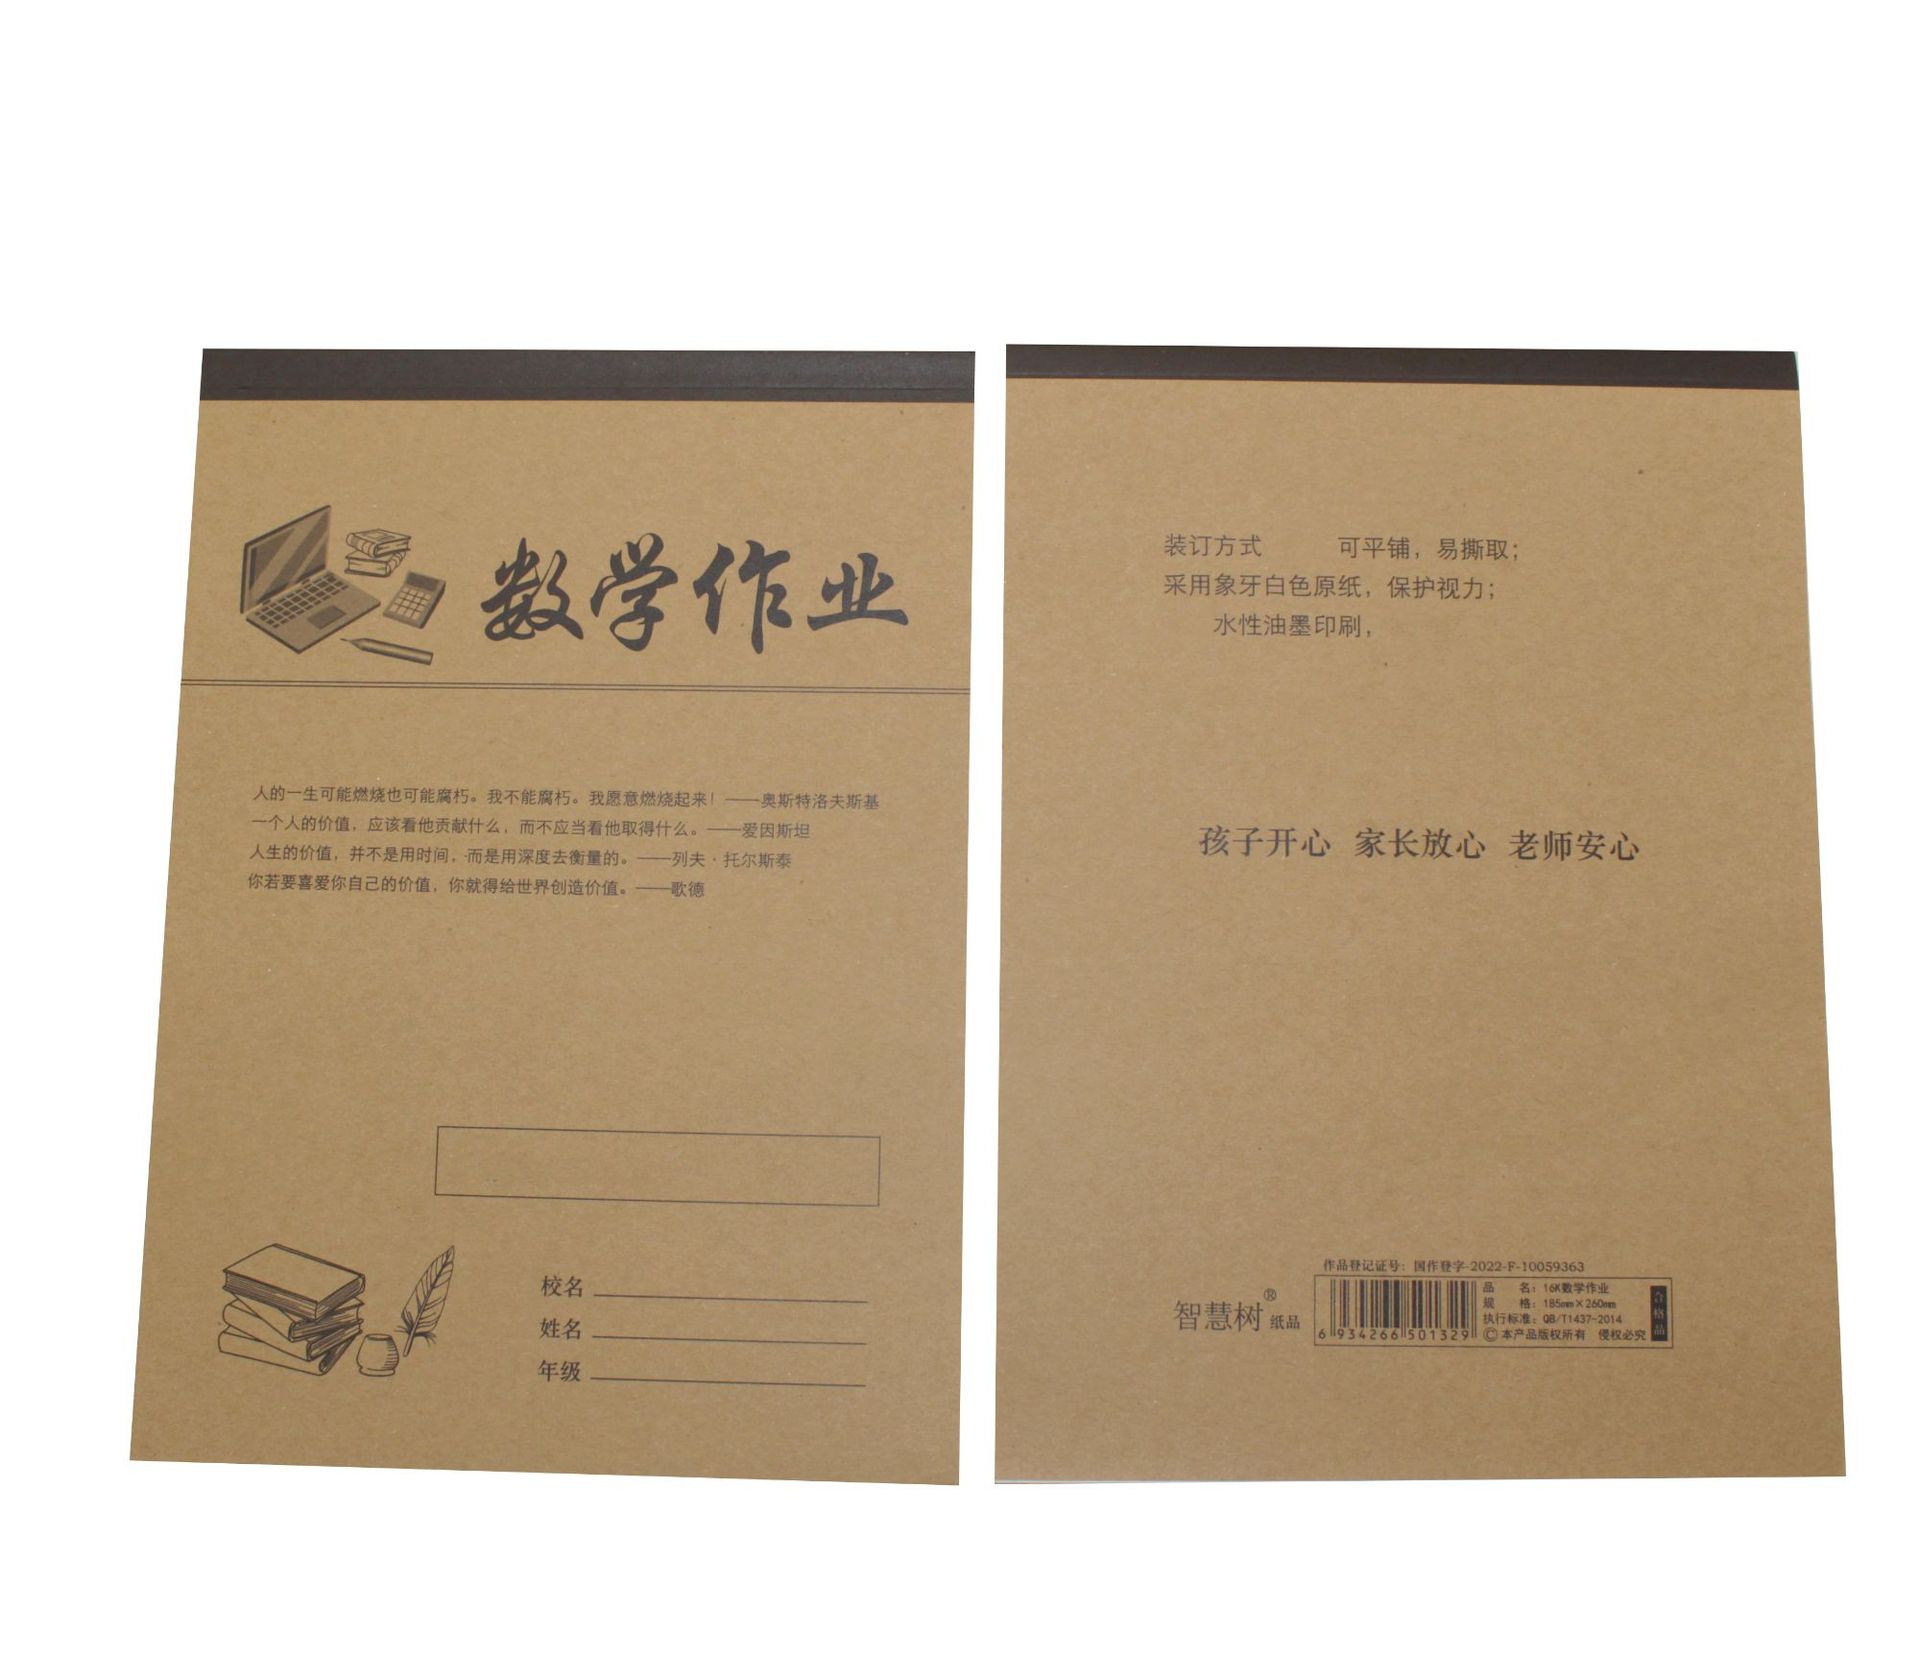 数学作业
人的一生可能燃烧也可能腐朽。我不能腐朽。我愿意燃烧起来！——奥斯特洛夫斯基
一个人的价值，应该看他贡献什么，而不应当看他取得什么。——爱因斯坦
人生的价值，并不是用时间，而是用深度去衡量的。——列夫·托尔斯泰
你若要喜爱你自己的价值，你就得给世界创造价值。——歌德
校名
姓名
年级
装订方式 可平铺，易撕取；
采用象牙白色原纸，保护视力；
水性油墨印刷，
孩子开心 家长放心 老师安心
作品登记证号：国作登字-2022-F-10059363
智慧树®纸品
6 934266 501329
品 名：16K数学作业
规 格：185mm×260mm
执行标准：QB/T1437-2014
©本产品版权所有 侵权必究
合格品